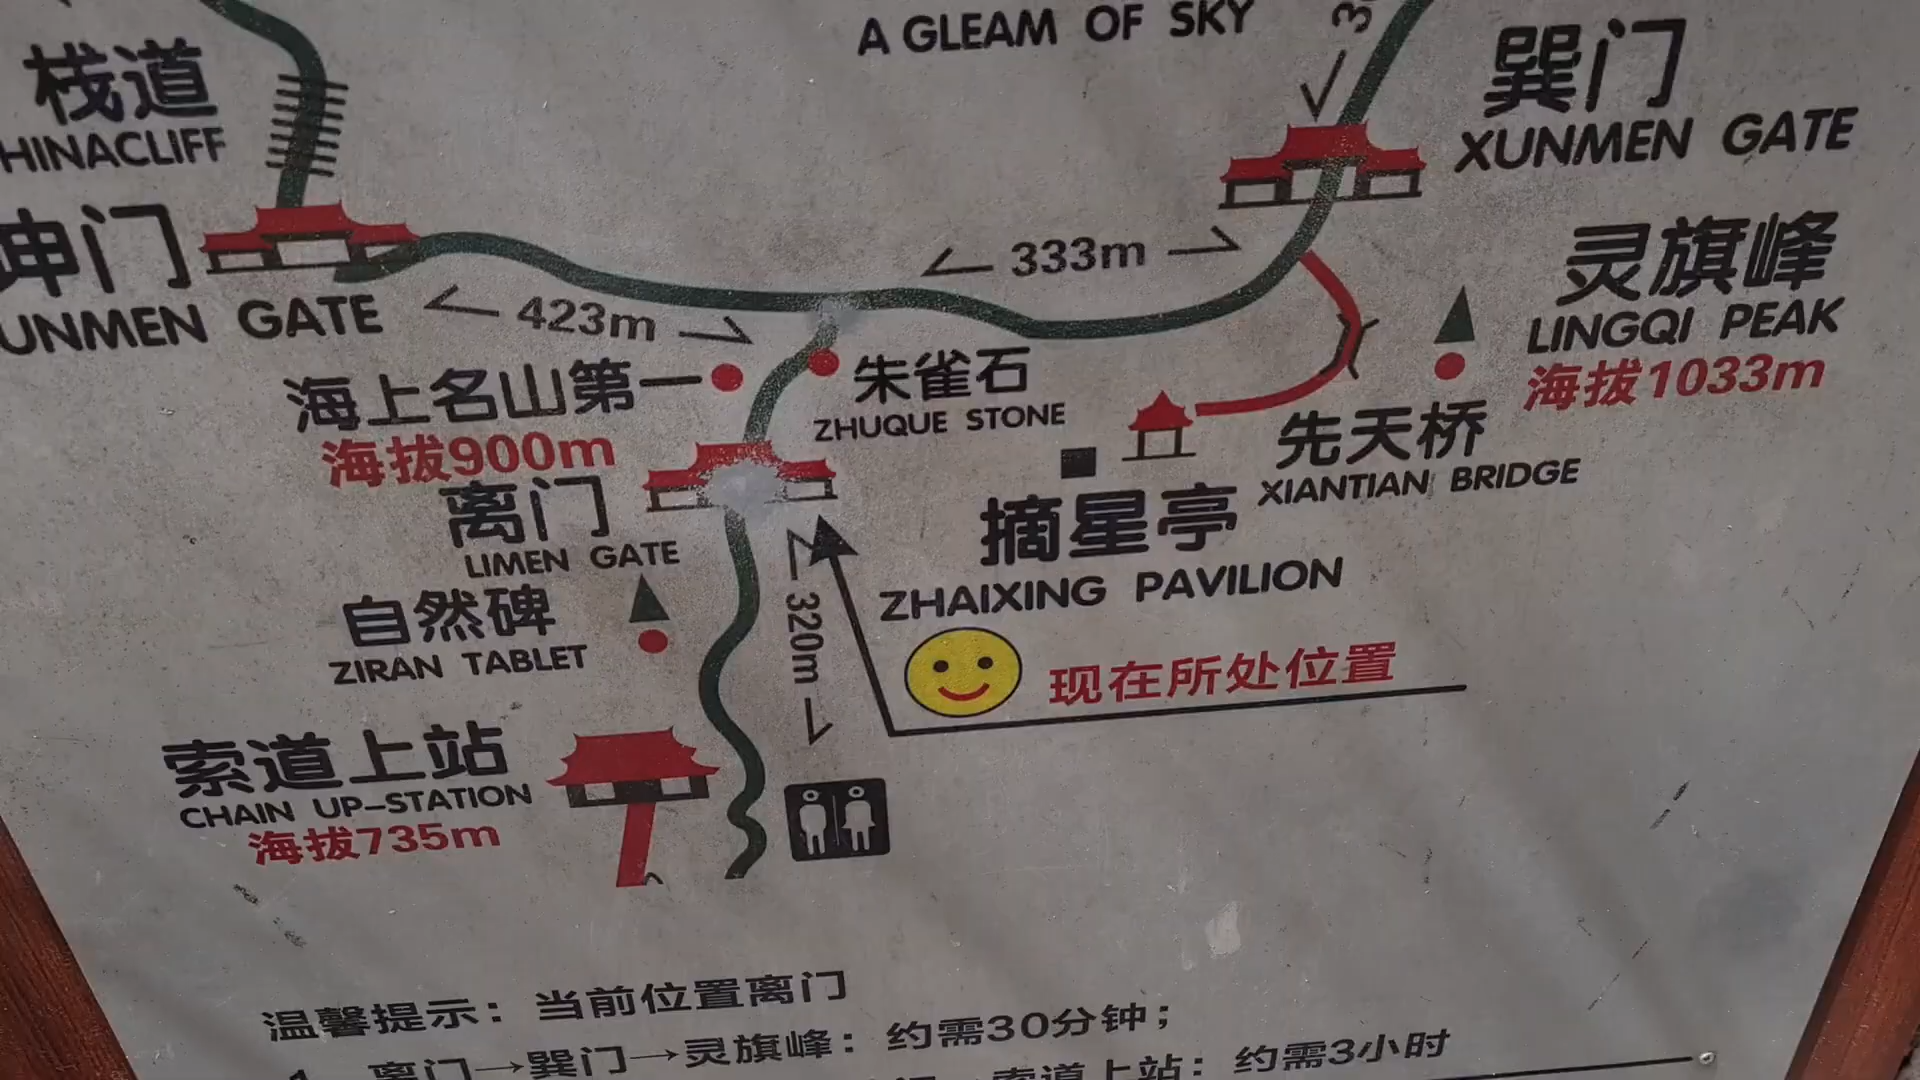 A GLEAM OF SKY
栈道
HINACLIFF
巽门
XUNMEN GATE
坤门
UNMEN GATE
333m
423m
灵旗峰
LINGQI PEAK
海拔1033m
海上名山第一
海拔900m
朱雀石
ZHUQUE STONE
先天桥
XIANTIAN BRIDGE
离门
LIMEN GATE
摘星亭
ZHAIXING PAVILION
自然碑
ZIRAN TABLET
320m
现在所处位置
索道上站
CHAIN UP-STATION
海拔735m
温馨提示：当前位置离门
离门→巽门→灵旗峰：约需30分钟；
索道上站：约需3小时